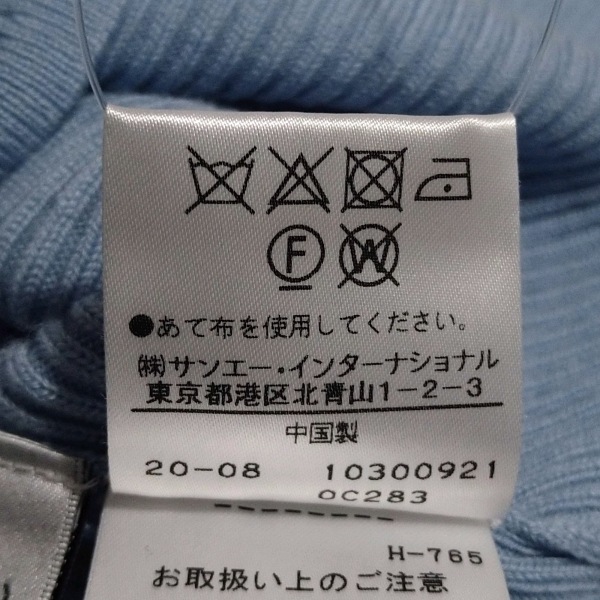 F W
●あて布を使用してください。
㈱サンエー・インターナショナル
東京都港区北青山1-2-3
中国製
20-08 10300921
0C283
H-765
お取扱い上のご注意